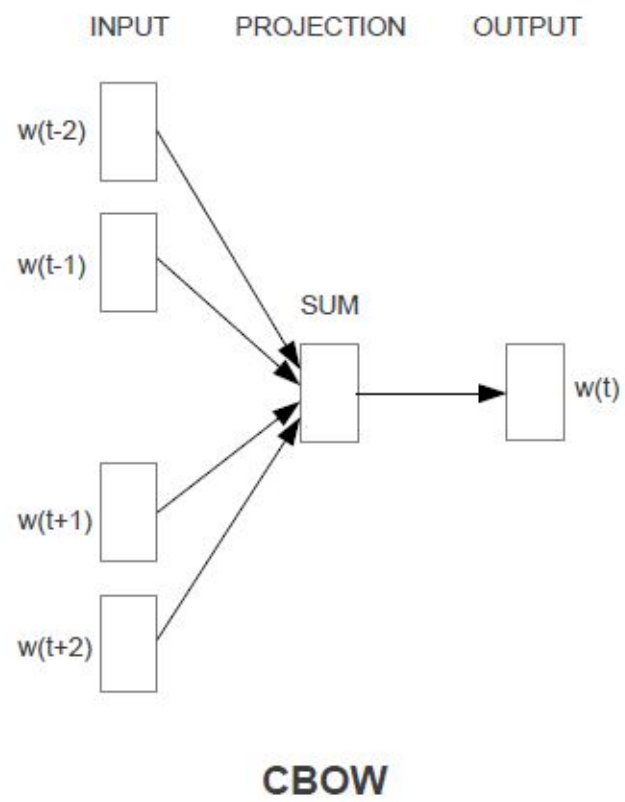 INPUT PROJECTION OUTPUT
w(t-2)
w(t-1)
SUM
w(t)
w(t+1)
w(t+2)
CBOW